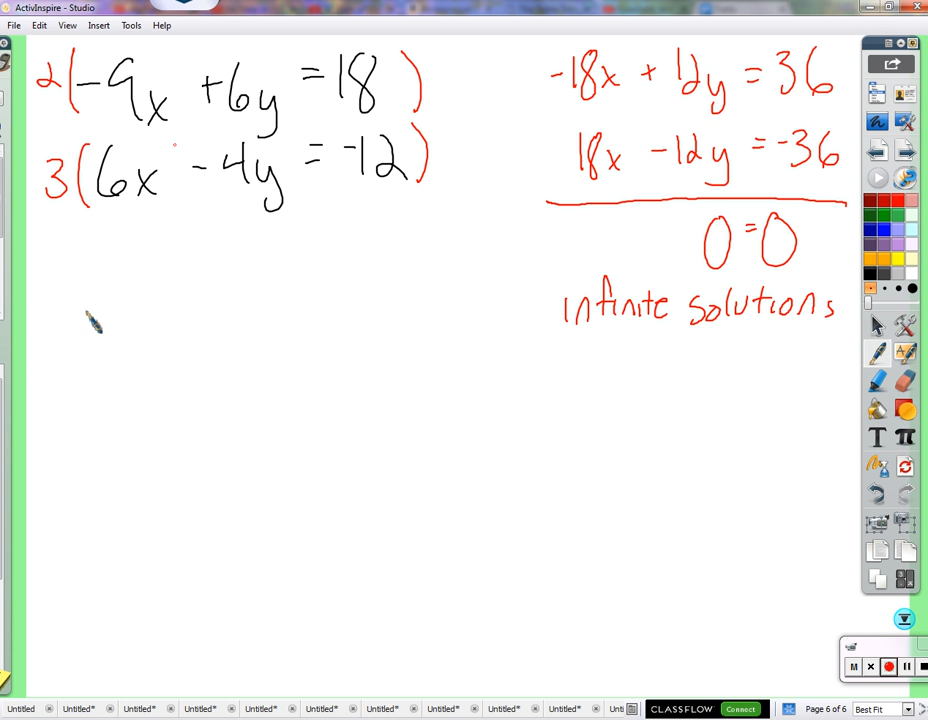 ActivInspire - Studio
File Edit View Insert Tools Help
2(-9x +6y = 18)
3(6x - 4y = -12)
-18x + 12y = 36
18x - 12y = -36
0 = 0
infinite solutions
M
Untitled Untitled* Untitled* Untitled* Untitled* Untitled* Untitled* Untitled* Untitled* Untitled* Unti CLASSFLOW Connect Page 6 of 6 Best Fit